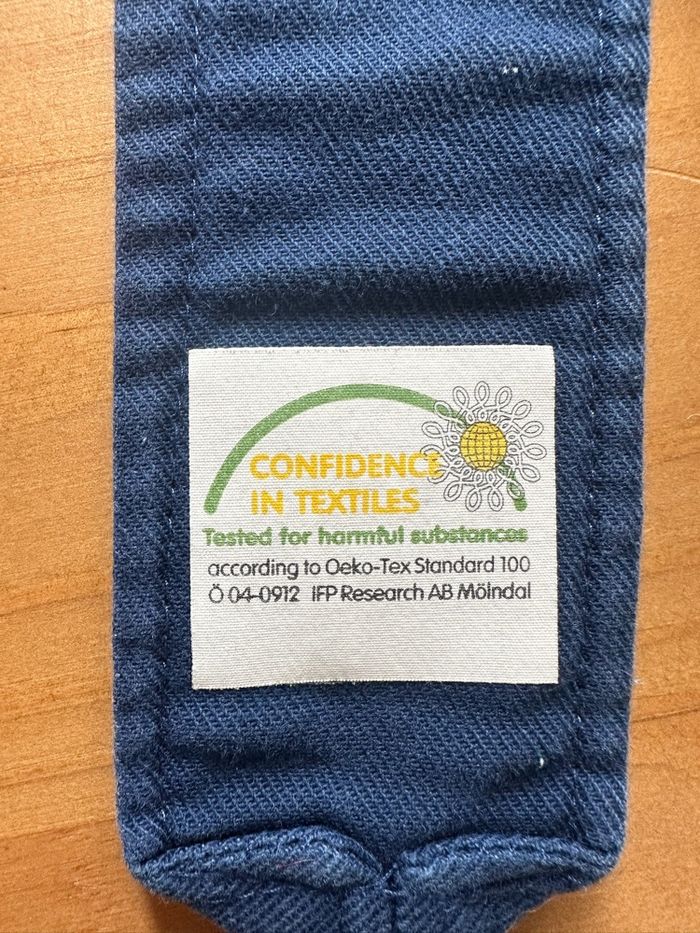 CONFIDENCE
IN TEXTILES
Tested for harmful substances
according to Oeko-Tex Standard 100
Ö 04-0912 IFP Research AB Mölndal